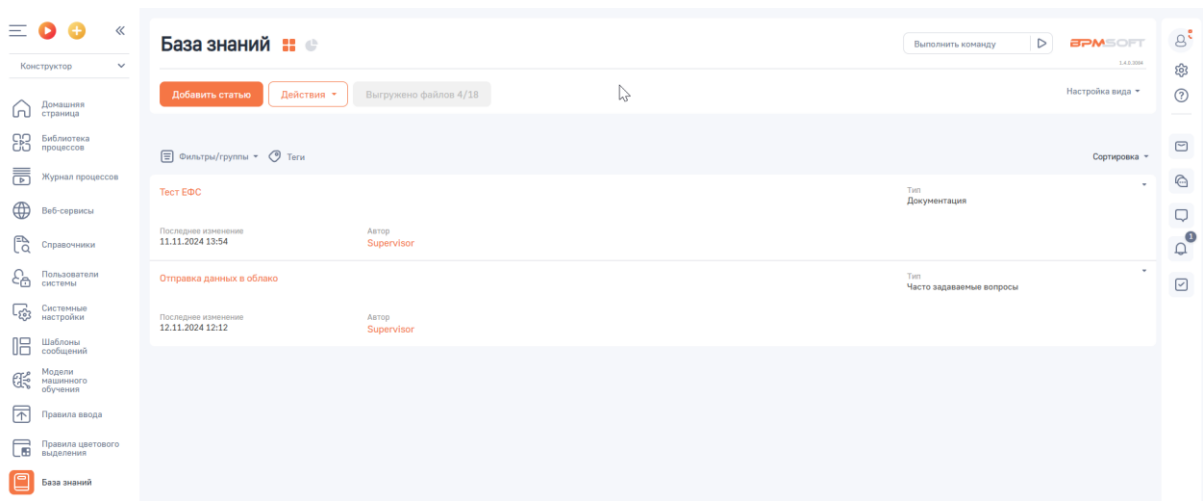 Конструктор
Домашняя
страница
Библиотека
процессов
Журнал процессов
Веб-сервисы
Справочники
Пользователи
системы
Системные
настройки
Шаблоны
сообщений
Модели
машинного
обучения
Правила ввода
Правила цветового
выделения
База знаний
База знаний
Выполнить команду
BPMSOFT
Добавить статью
Действия
Выгружено файлов 4/18
Настройка вида
Фильтры/группы
Теги
Сортировка
Тест ЕФС
Тип
Документация
Последнее изменение
11.11.2024 13:54
Автор
Supervisor
Отправка данных в облако
Тип
Часто задаваемые вопросы
Последнее изменение
12.11.2024 12:12
Автор
Supervisor
1